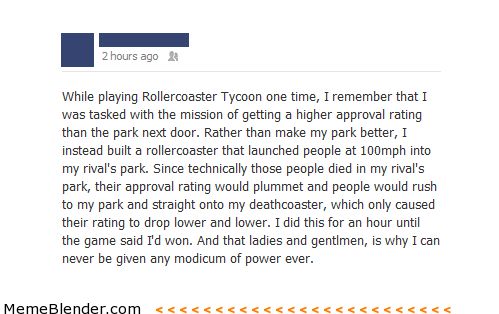 2 hours ago
While playing Rollercoaster Tycoon one time, I remember that I
was tasked with the mission of getting a higher approval rating
than the park next door. Rather than make my park better, I
instead built a rollercoaster that launched people at 100mph into
my rival's park. Since technically those people died in my rival's
park, their approval rating would plummet and people would rush
to my park and straight onto my deathcoaster, which only caused
their rating to drop lower and lower. I did this for an hour until
the game said I'd won. And that ladies and gentlmen, is why I can
never be given any modicum of power ever.
MemeBlender.com < < < < < < < < < < < < < < < < < < < < < < < < <